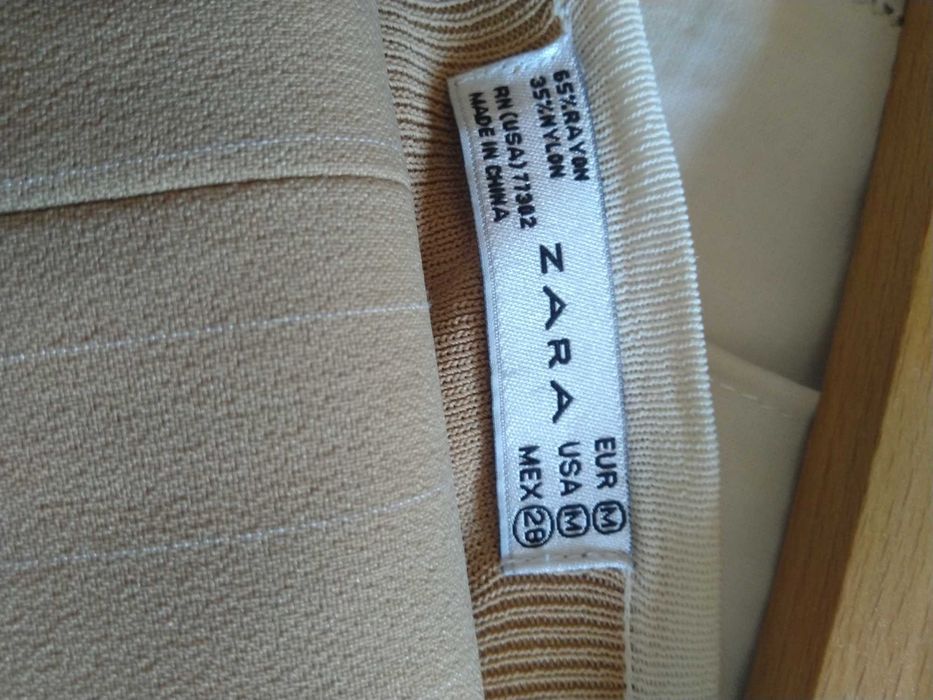 65%RAYON
35%NYLON
RN(USA)77302
MADE IN CHINA
ZARA
EUR M
USA M
MEX 28